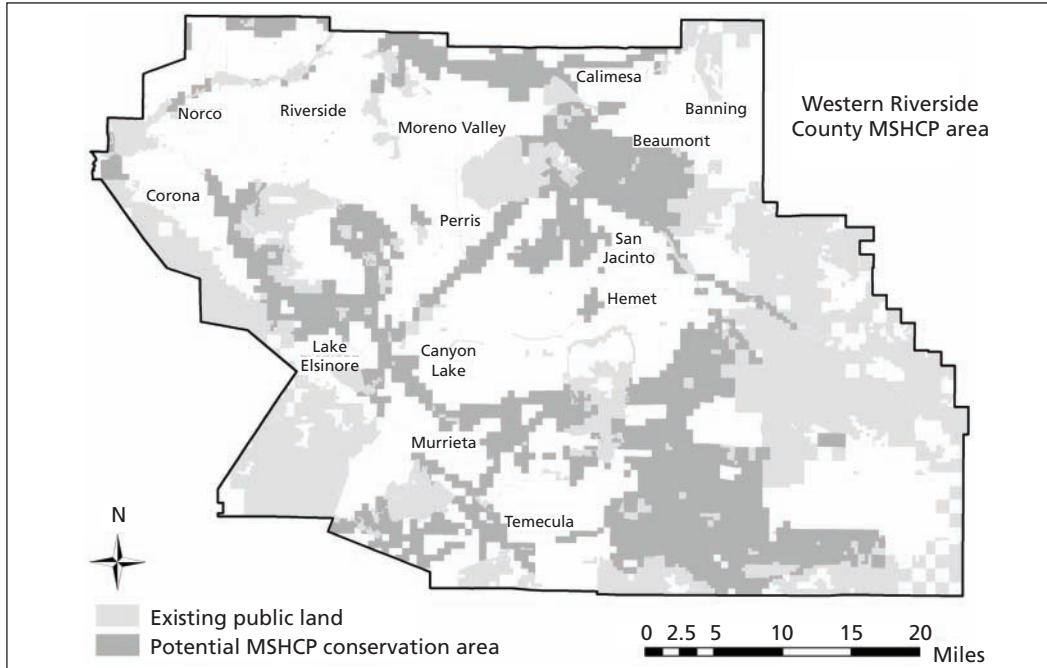 Calimesa
Norco
Riverside
Banning
Western Riverside
County MSHCP area
Moreno Valley
Beaumont
Corona
Perris
San
Jacinto
Hemet
Lake
Elsinore
Canyon
Lake
Murrieta
Temecula
N
Existing public land
Potential MSHCP conservation area
0 2.5 5 10 15 20
Miles